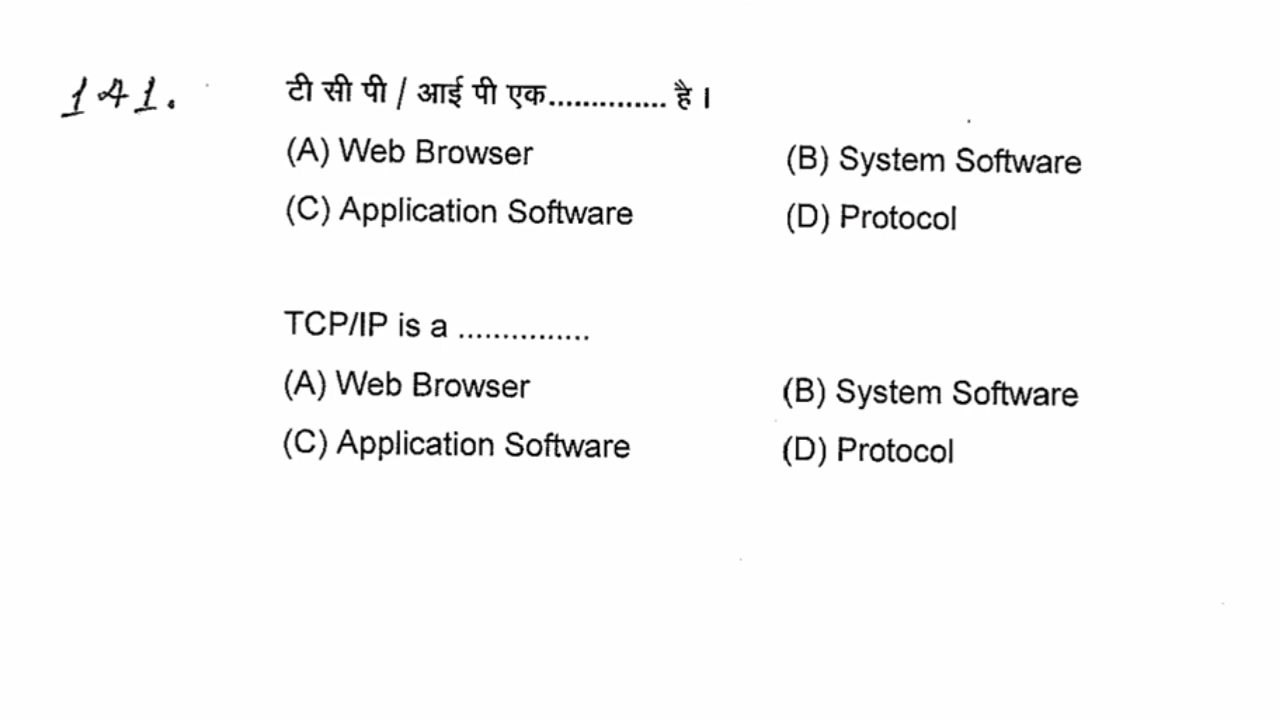 141. टी सी पी / आई पी एक.............. है ।
(A) Web Browser (B) System Software
(C) Application Software (D) Protocol
TCP/IP is a ...............
(A) Web Browser (B) System Software
(C) Application Software (D) Protocol